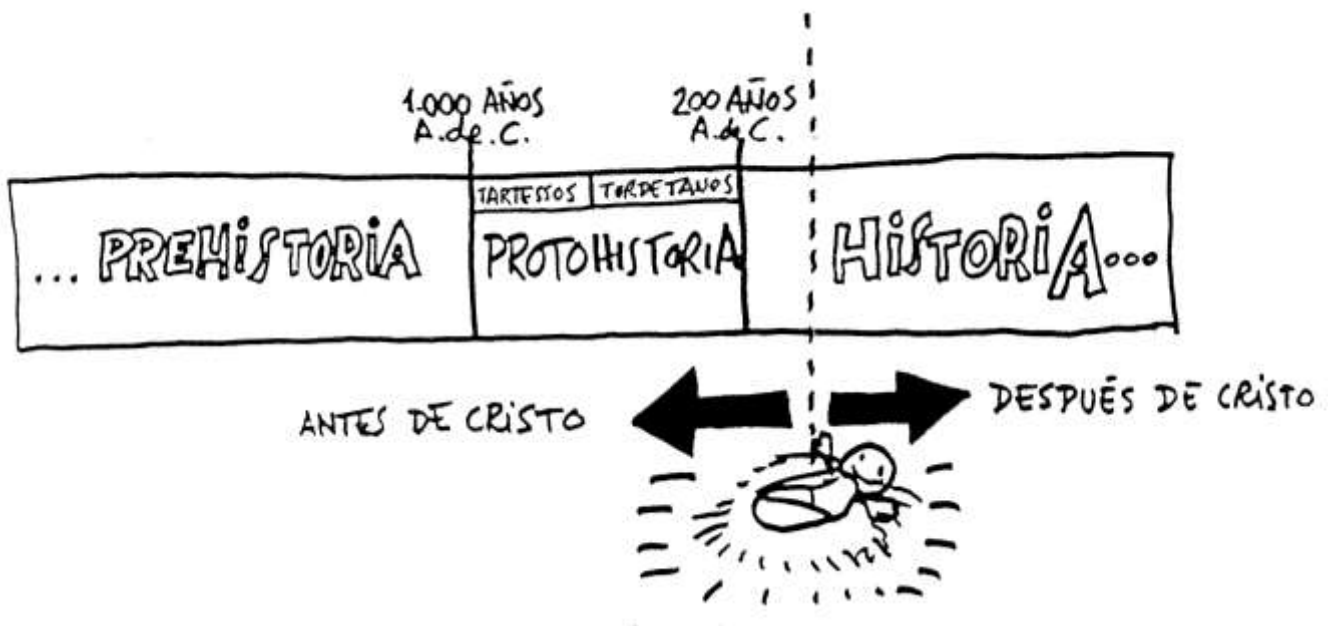 1.000 AÑOS
A.de.C.
200 AÑOS
A.de C.
TARTESSOS
TORDETANOS
... PREHISTORIA
PROTOHISTORIA
HISTORIA...
ANTES DE CRISTO
DESPUÉS DE CRISTO